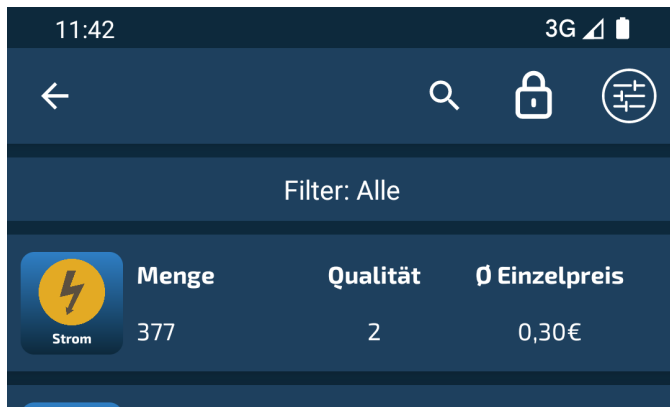 11:42 3G
Filter: Alle
Menge Qualität Ø Einzelpreis
Strom 377 2 0,30€